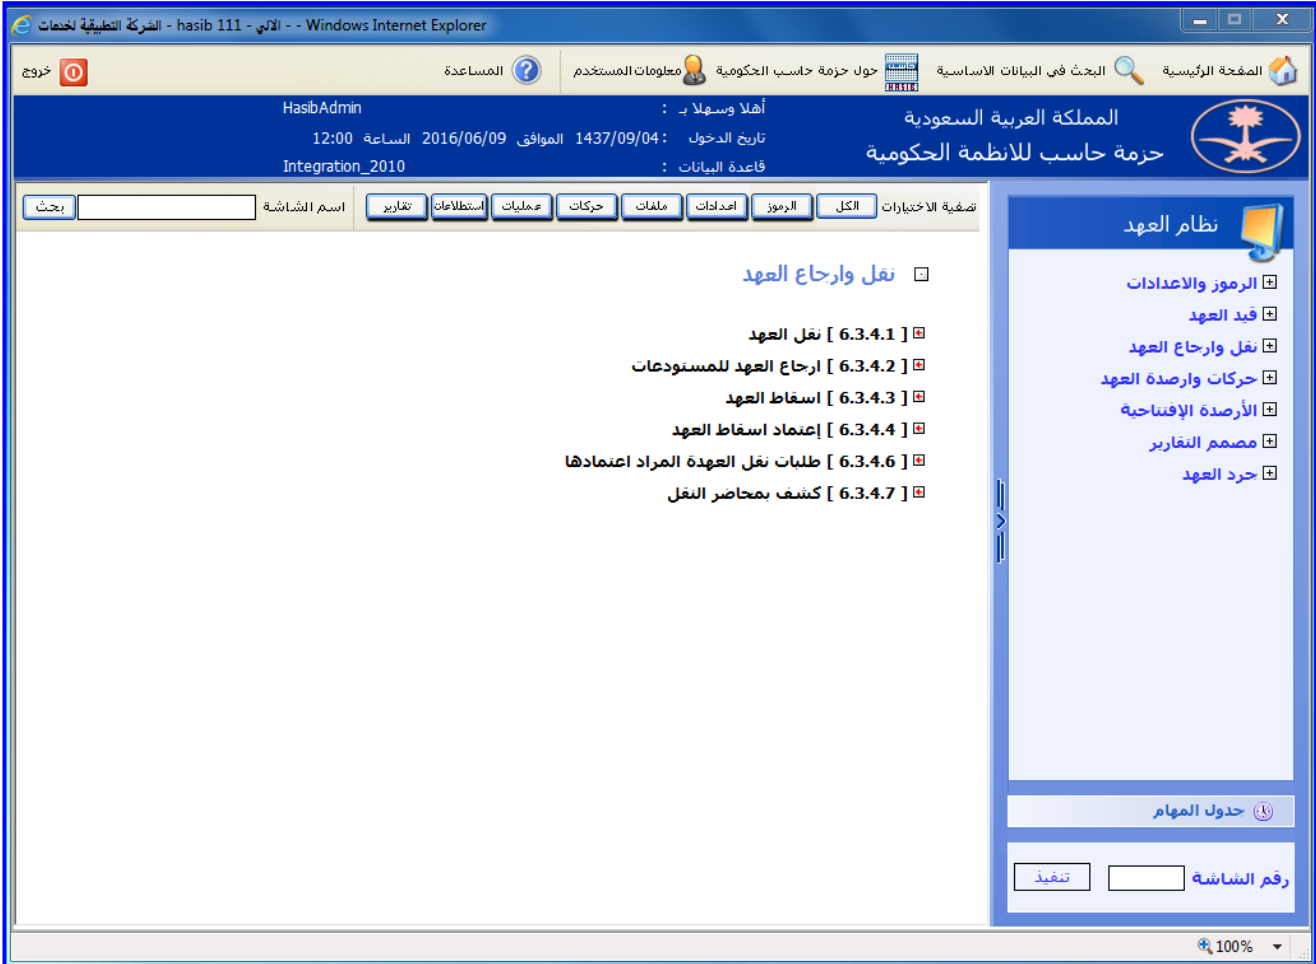 الشركة التطبيقية لخدمات - hasib 111 - الالي - - Windows Internet Explorer
الصفحة الرئيسية
البحث في البيانات الاساسية
حاسب
HASIB
حول حزمة حاسب الحكومية
معلومات المستخدم
المساعدة
خروج
المملكة العربية السعودية
حزمة حاسب للانظمة الحكومية
أهلا وسهلا بـ : HasibAdmin
تاريخ الدخول : 1437/09/04 الموافق 2016/06/09 الساعة 12:00
قاعدة البيانات : Integration_2010
تصفية الاختيارات الكل الرموز اعدادات ملفات حركات عمليات استطلاعات تقارير اسم الشاشة بحث
نظام العهد
الرموز والاعدادات
قيد العهد
نقل وارجاع العهد
حركات وارصدة العهد
الأرصدة الإفتتاحية
مصمم التقارير
جرد العهد
نقل وارجاع العهد
[ 6.3.4.1 ] نقل العهد
[ 6.3.4.2 ] ارجاع العهد للمستودعات
[ 6.3.4.3 ] اسقاط العهد
[ 6.3.4.4 ] إعتماد اسقاط العهد
[ 6.3.4.6 ] طلبات نقل العهدة المراد اعتمادها
[ 6.3.4.7 ] كشف بمحاضر النقل
جدول المهام
رقم الشاشة تنفيذ
100%